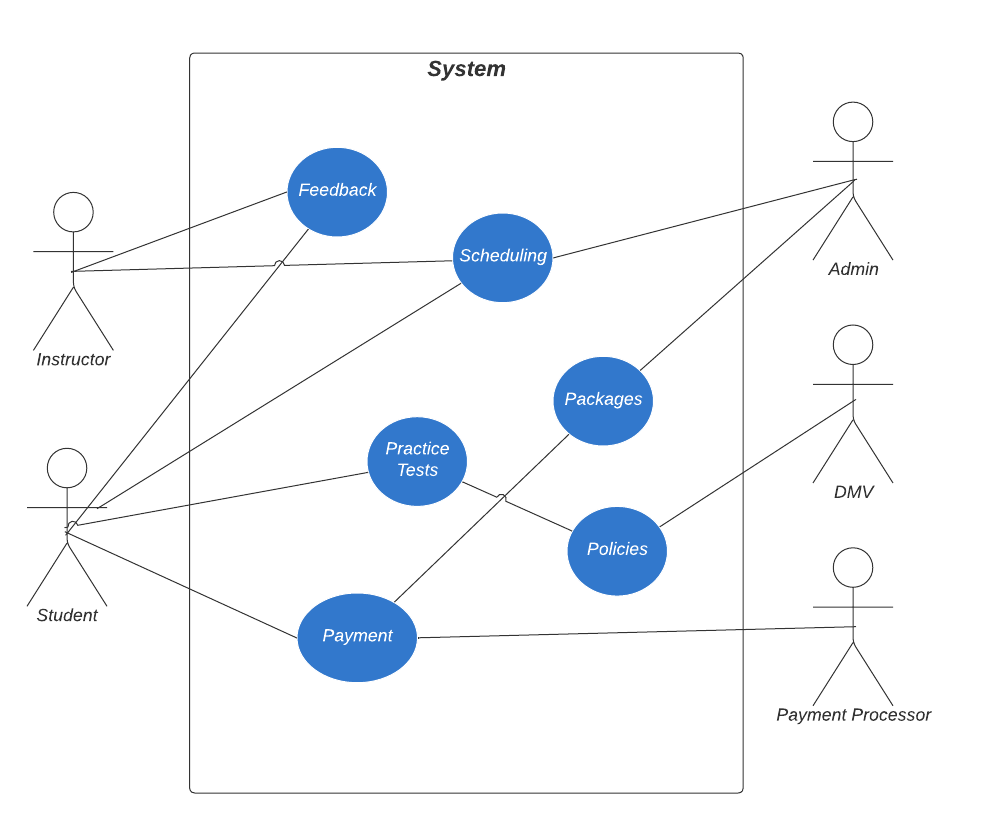 System
Feedback
Scheduling
Admin
Instructor
Packages
Practice
Tests
DMV
Policies
Student
Payment
Payment Processor